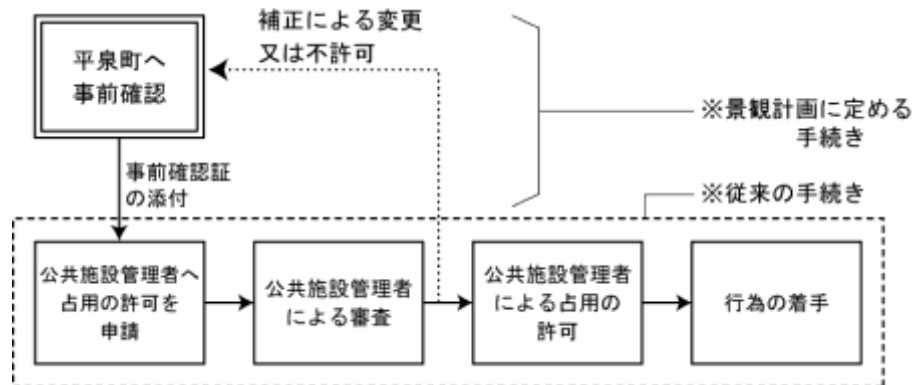 補正による変更
又は不許可
平泉町へ
事前確認
※景観計画に定める
手続き
事前確認証
の添付
※従来の手続き
公共施設管理者へ
占用の許可を
申請
公共施設管理者
による審査
公共施設管理者
による占用の
許可
行為の着手